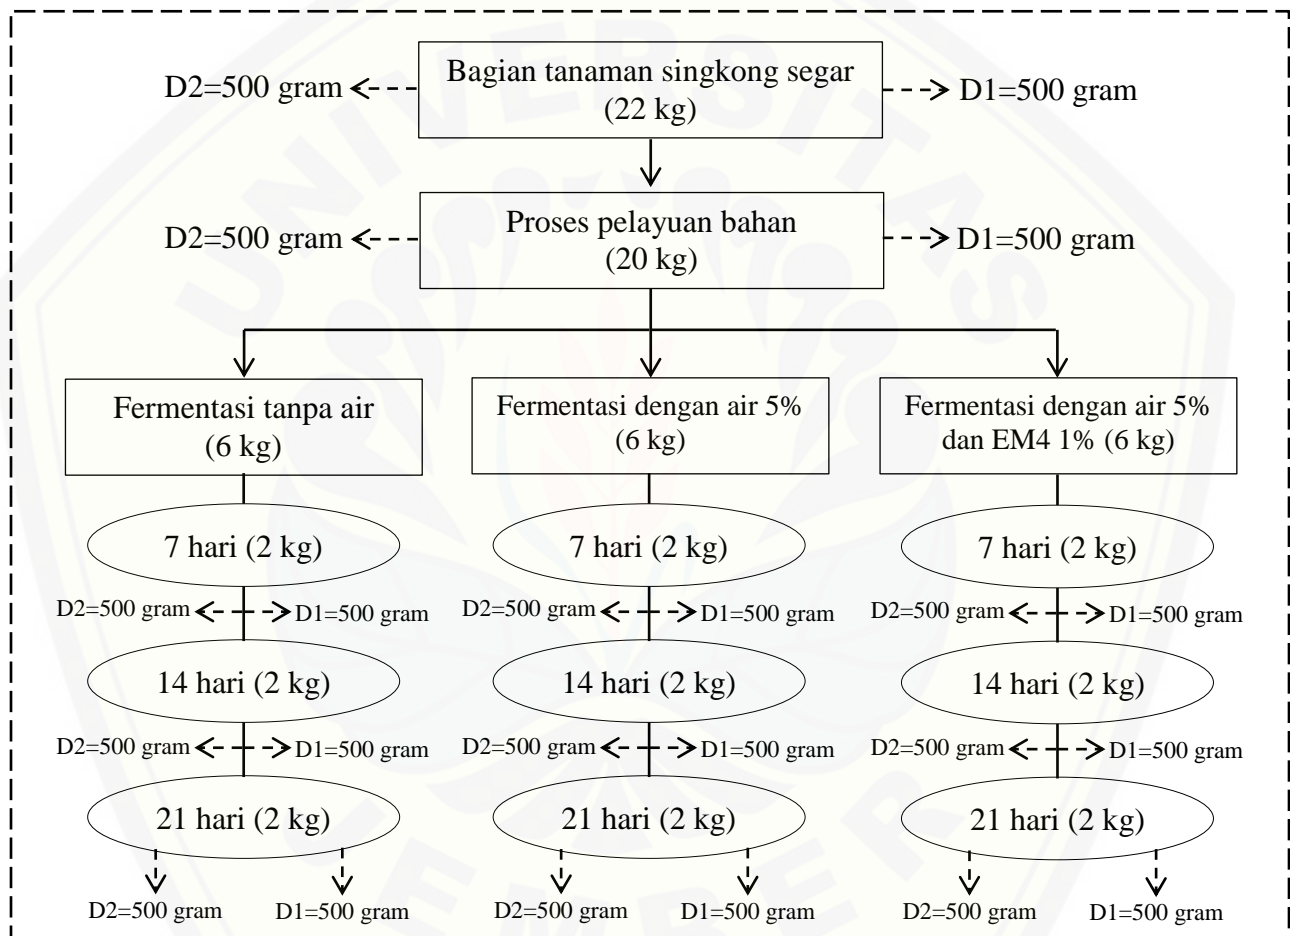 Bagian tanaman singkong segar
(22 kg)
D2=500 gram
D1=500 gram
Proses pelayuan bahan
(20 kg)
D2=500 gram
D1=500 gram
Fermentasi tanpa air
(6 kg)
Fermentasi dengan air 5%
(6 kg)
Fermentasi dengan air 5%
dan EM4 1% (6 kg)
7 hari (2 kg)
7 hari (2 kg)
7 hari (2 kg)
D2=500 gram
D1=500 gram
D2=500 gram
D1=500 gram
D2=500 gram
D1=500 gram
14 hari (2 kg)
14 hari (2 kg)
14 hari (2 kg)
D2=500 gram
D1=500 gram
D2=500 gram
D1=500 gram
D2=500 gram
D1=500 gram
21 hari (2 kg)
21 hari (2 kg)
21 hari (2 kg)
D2=500 gram
D1=500 gram
D2=500 gram
D1=500 gram
D2=500 gram
D1=500 gram
UNIVERSITAS
JEMBER